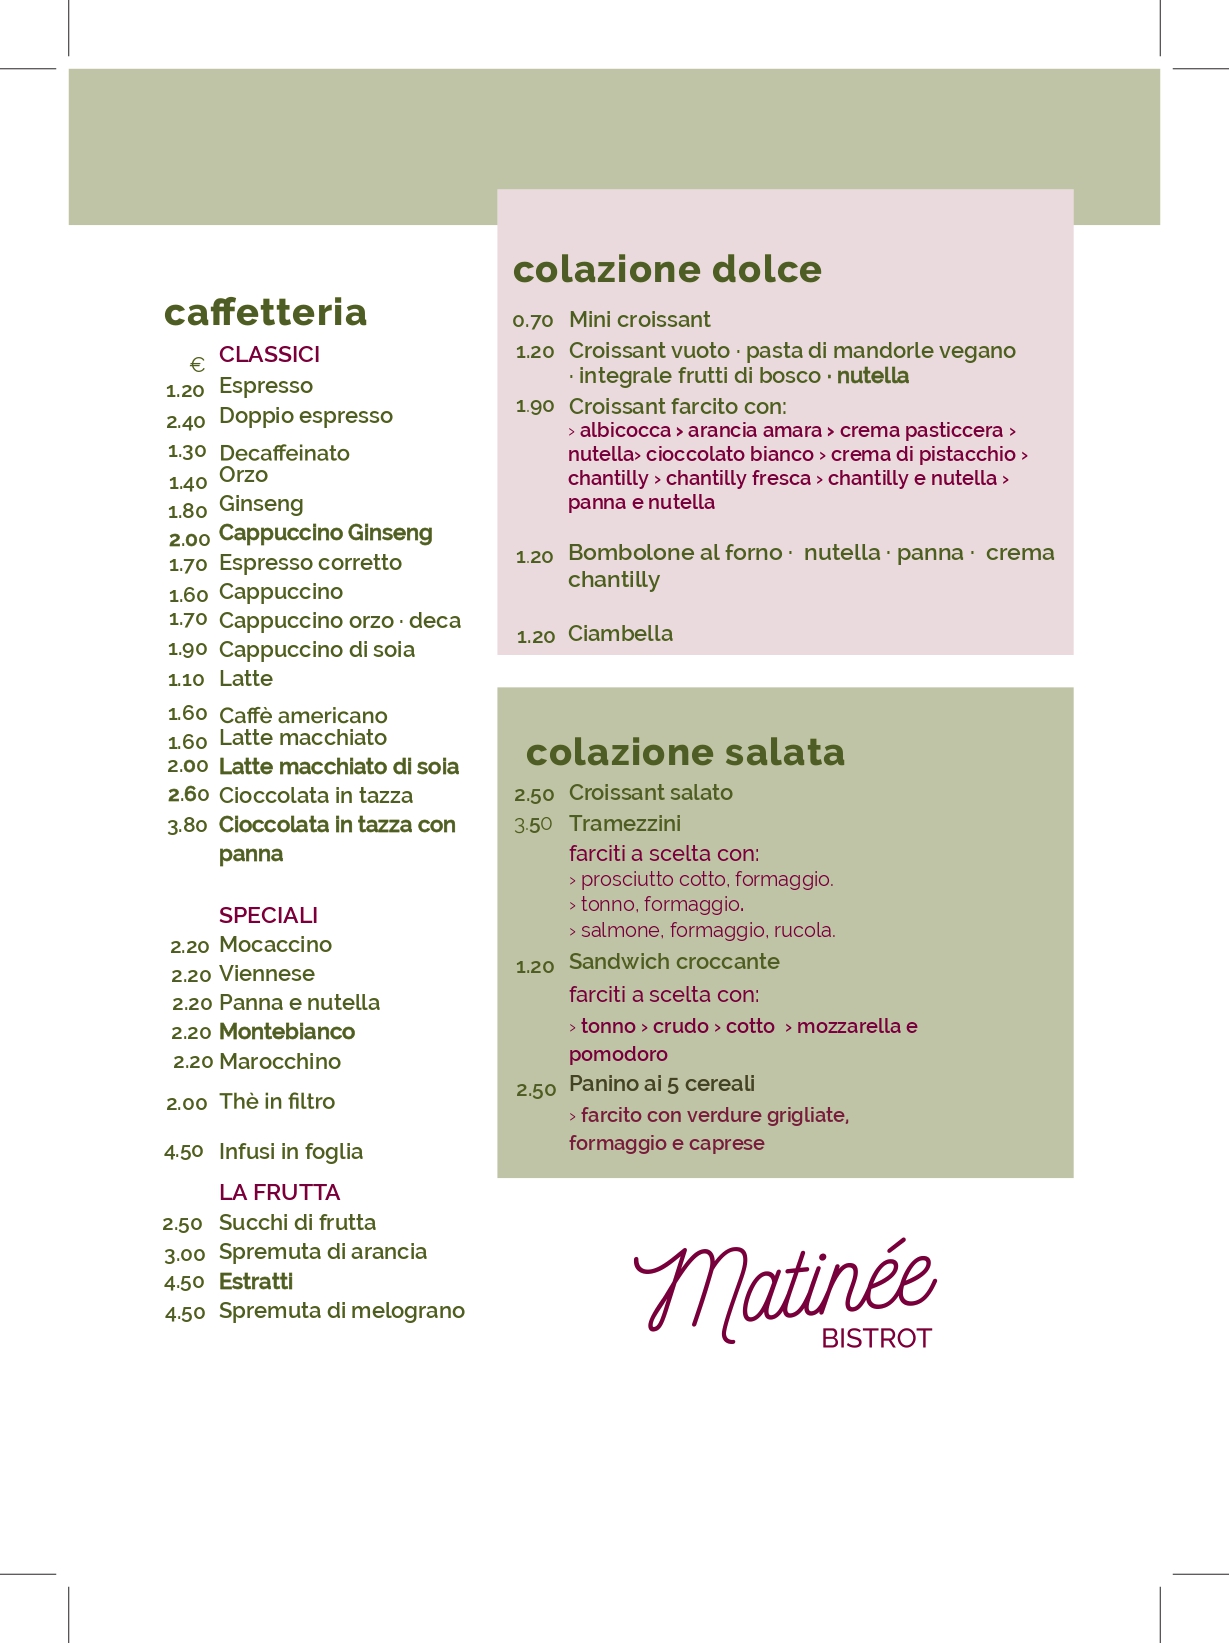 caffetteria
€ CLASSICI
1.20 Espresso
2.40 Doppio espresso
1.30 Decaffeinato
1.40 Orzo
1.80 Ginseng
2.00 Cappuccino Ginseng
1.70 Espresso corretto
1.60 Cappuccino
1.70 Cappuccino orzo · deca
1.90 Cappuccino di soia
1.10 Latte
1.60 Caffè americano
1.60 Latte macchiato
2.00 Latte macchiato di soia
2.60 Cioccolata in tazza
3.80 Cioccolata in tazza con
panna
SPECIALI
2.20 Mocaccino
2.20 Viennese
2.20 Panna e nutella
2.20 Montebianco
2.20 Marocchino
2.00 Thè in filtro
4.50 Infusi in foglia
LA FRUTTA
2.50 Succhi di frutta
3.00 Spremuta di arancia
4.50 Estratti
4.50 Spremuta di melograno
colazione dolce
0.70 Mini croissant
1.20 Croissant vuoto · pasta di mandorle vegano
· integrale frutti di bosco · nutella
1.90 Croissant farcito con:
› albicocca › arancia amara › crema pasticcera ›
nutella› cioccolato bianco › crema di pistacchio ›
chantilly › chantilly fresca › chantilly e nutella ›
panna e nutella
1.20 Bombolone al forno · nutella · panna · crema
chantilly
1.20 Ciambella
colazione salata
2.50 Croissant salato
3.50 Tramezzini
farciti a scelta con:
› prosciutto cotto, formaggio.
› tonno, formaggio.
› salmone, formaggio, rucola.
1.20 Sandwich croccante
farciti a scelta con:
› tonno › crudo › cotto › mozzarella e
pomodoro
2.50 Panino ai 5 cereali
› farcito con verdure grigliate,
formaggio e caprese
Matinée
BISTROT